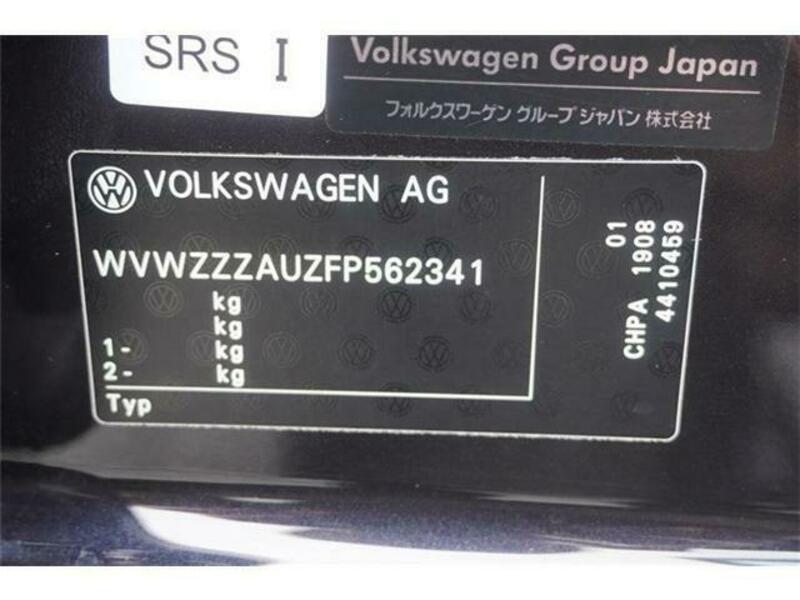 SRS I
Volkswagen Group Japan
フォルクスワーゲン グループ ジャパン 株式会社
VOLKSWAGEN AG
WVWZZZAUZFP562341
kg
kg
1- kg
2- kg
Typ
01
CHPA 1908
4410459